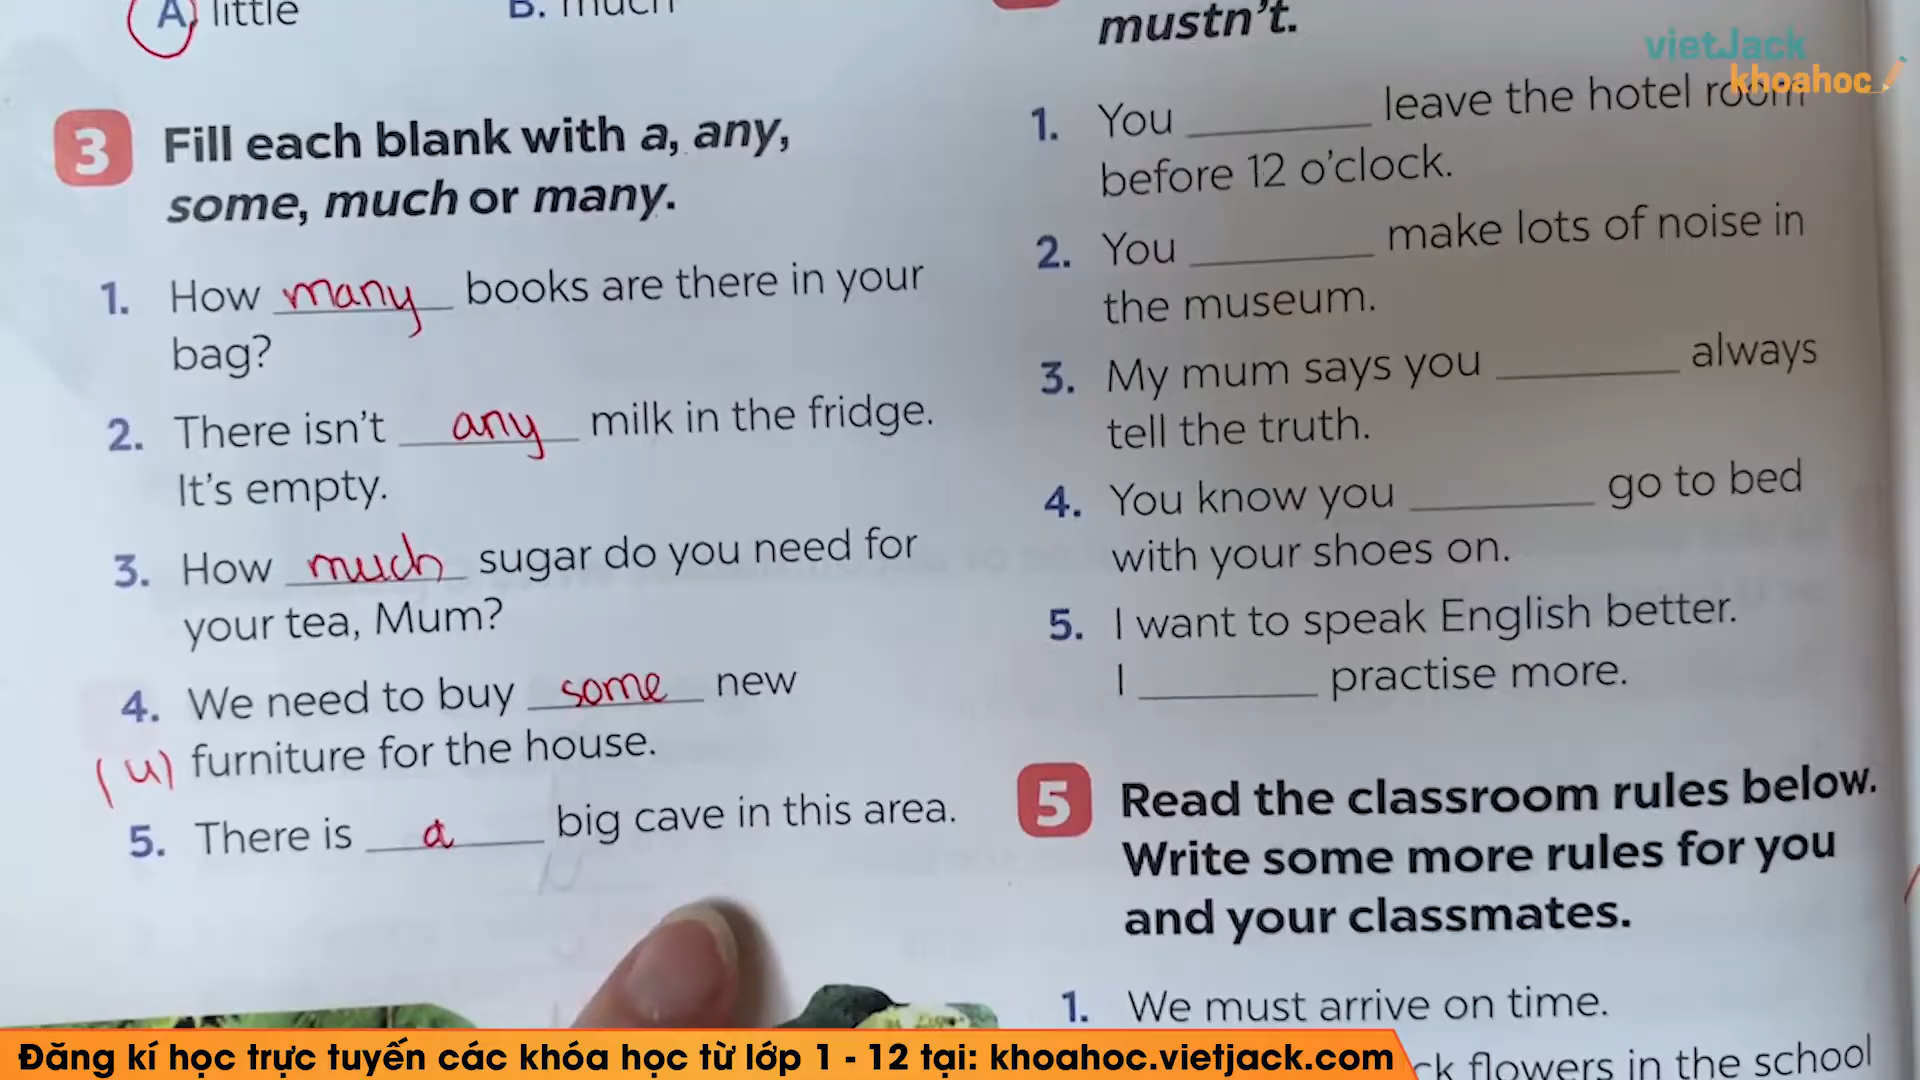 A. little
B. much
3 Fill each blank with a, any,
some, much or many.
1. How many books are there in your
bag?
2. There isn't any milk in the fridge.
It's empty.
3. How much sugar do you need for
your tea, Mum?
4. We need to buy some new
(u) furniture for the house.
5. There is a big cave in this area.
mustn't.
1. You ________ leave the hotel room
before 12 o'clock.
2. You ________ make lots of noise in
the museum.
3. My mum says you ________ always
tell the truth.
4. You know you ________ go to bed
with your shoes on.
5. I want to speak English better.
I ________ practise more.
5 Read the classroom rules below.
Write some more rules for you
and your classmates.
1. We must arrive on time.
flowers in the school
vietJack
khoahoc
Đăng kí học trực tuyến các khóa học từ lớp 1 - 12 tại: khoahoc.vietjack.com